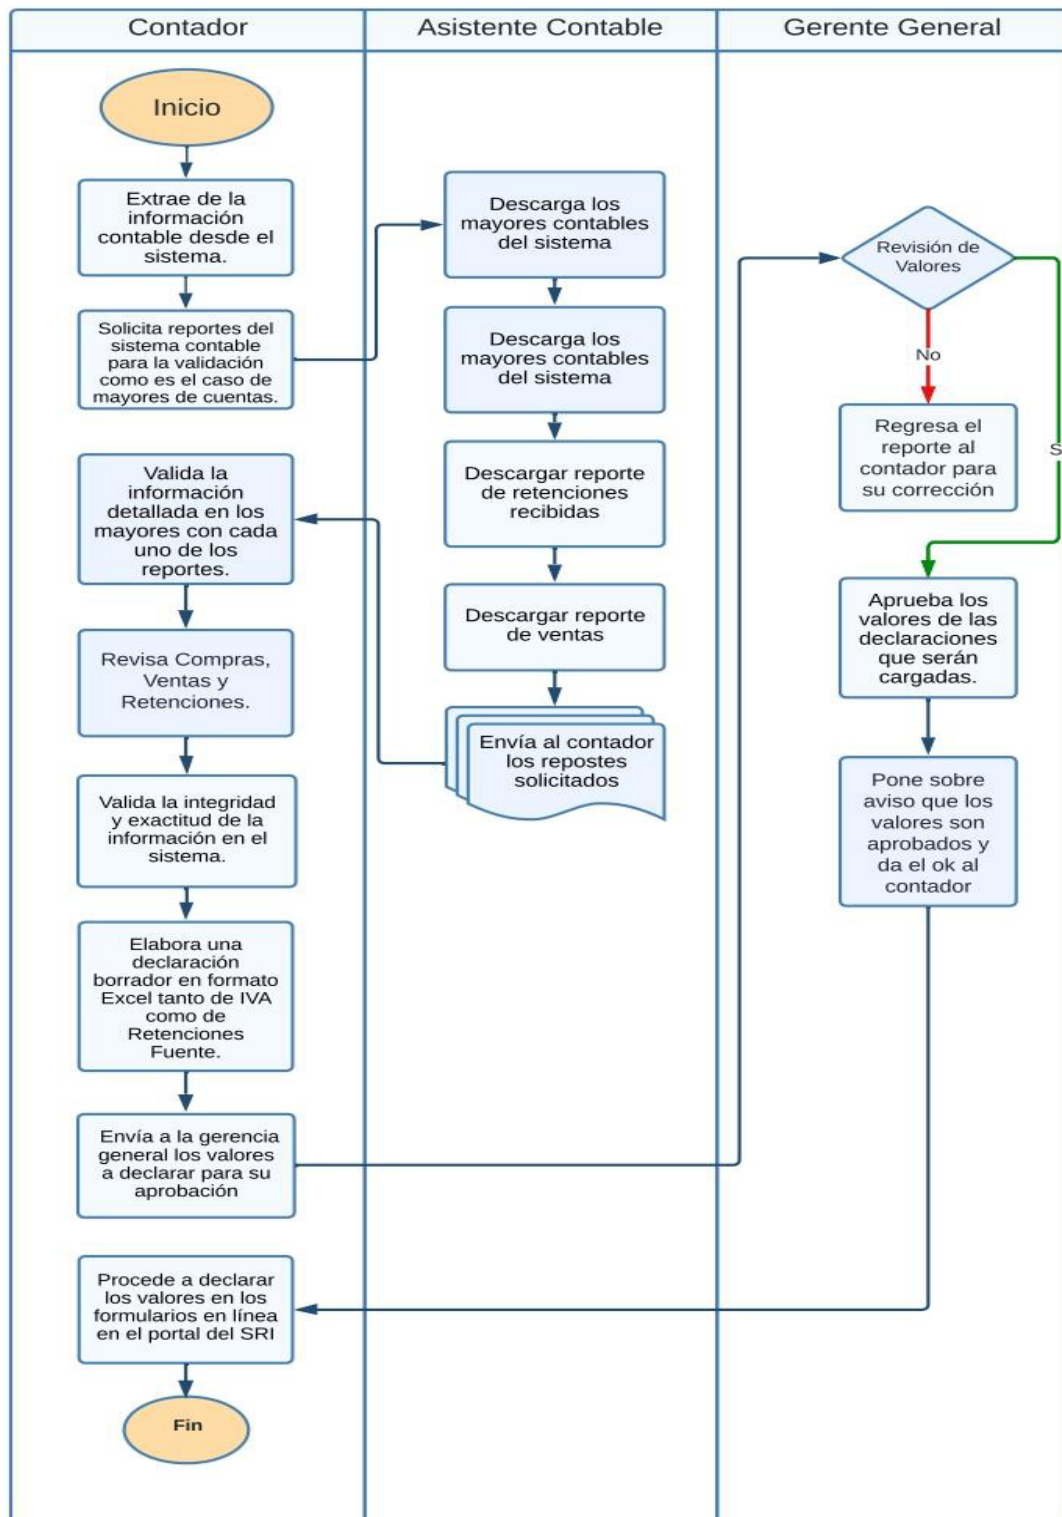 Contador
Asistente Contable
Gerente General
Inicio
Extrae de la
información
contable desde el
sistema.
Solicita reportes del
sistema contable
para la validación
como es el caso de
mayores de cuentas.
Valida la
información
detallada en los
mayores con cada
uno de los
reportes.
Revisa Compras,
Ventas y
Retenciones.
Valida la integridad
y exactitud de la
información en el
sistema.
Elabora una
declaración
borrador en formato
Excel tanto de IVA
como de
Retenciones
Fuente.
Envía a la gerencia
general los valores
a declarar para su
aprobación
Procede a declarar
los valores en los
formularios en línea
en el portal del SRI
Fin
Descarga los
mayores contables
del sistema
Descarga los
mayores contables
del sistema
Descargar reporte
de retenciones
recibidas
Descargar reporte
de ventas
Envía al contador
los repostes
solicitados
Revisión de
Valores
No
S
Regresa el
reporte al
contador para
su corrección
Aprueba los
valores de las
declaraciones
que serán
cargadas.
Pone sobre
aviso que los
valores son
aprobados y
da el ok al
contador